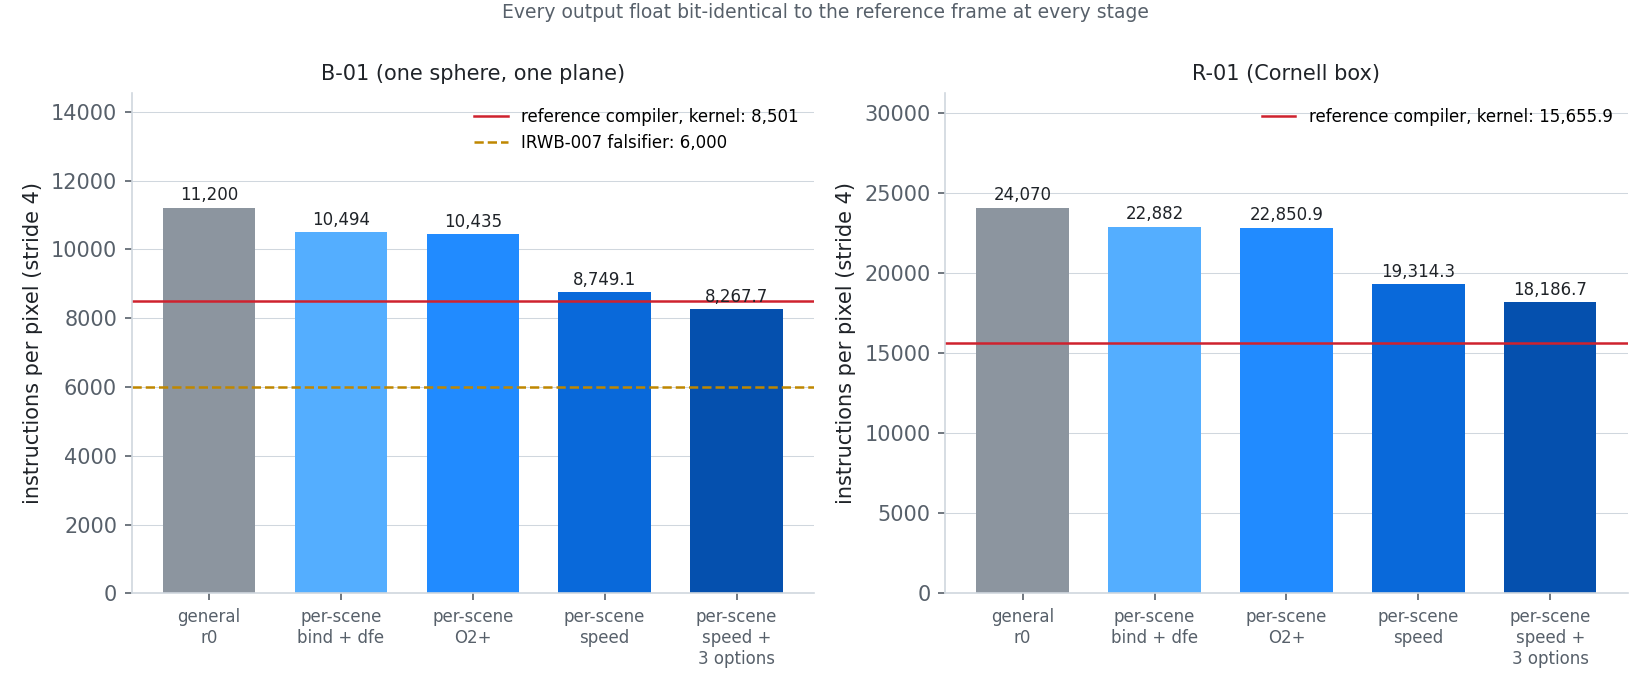 Every output float bit-identical to the reference frame at every stage
B-01 (one sphere, one plane)
instructions per pixel (stride 4)
14000
12000
10000
8000
6000
4000
2000
0
reference compiler, kernel: 8,501
IRWB-007 falsifier: 6,000
11,200
10,494
10,435
8,749.1
8,267.7
general
r0
per-scene
bind + dfe
per-scene
O2+
per-scene
speed
per-scene
speed +
3 options
R-01 (Cornell box)
instructions per pixel (stride 4)
30000
25000
20000
15000
10000
5000
0
reference compiler, kernel: 15,655.9
24,070
22,882
22,850.9
19,314.3
18,186.7
general
r0
per-scene
bind + dfe
per-scene
O2+
per-scene
speed
per-scene
speed +
3 options